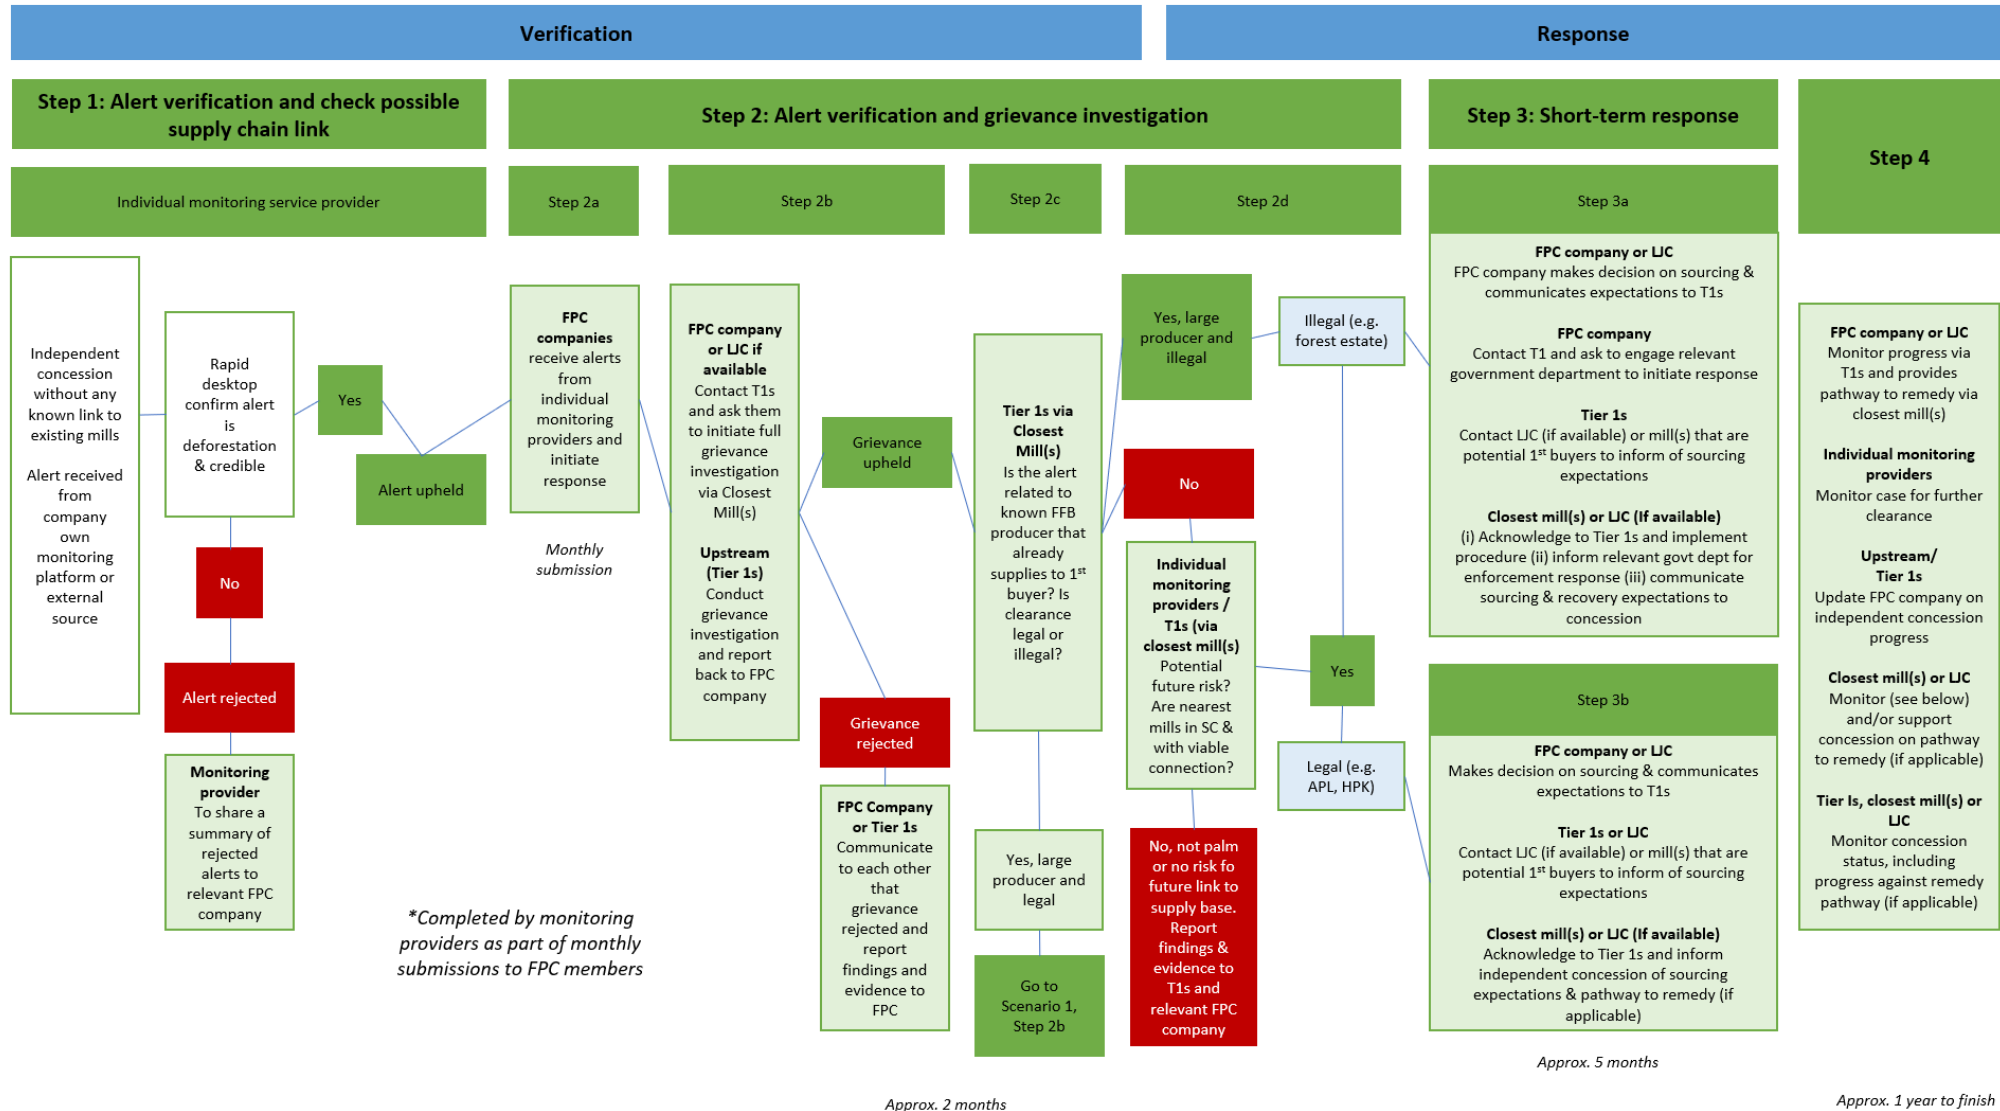 Verification
Response
Step 1: Alert verification and check possible
supply chain link
Step 2: Alert verification and grievance investigation
Step 3: Short-term response
Step 4
Individual monitoring service provider
Step 2a
Step 2b
Step 2c
Step 2d
Step 3a
Independent
concession
without any
known link to
existing mills
Alert received
from
company
own
monitoring
platform or
external
source
Rapid
desktop
confirm alert
is
deforestation
& credible
Yes
Alert upheld
No
Alert rejected
Monitoring
provider
To share a
summary of
rejected
alerts to
relevant FPC
company
FPC
companies
receive alerts
from
individual
monitoring
providers and
initiate
response
Monthly
submission
*Completed by monitoring
providers as part of monthly
submissions to FPC members
FPC company
or LJC if
available
Contact T1s
and ask them
to initiate full
grievance
investigation
via Closest
Mill(s)
Upstream
(Tier 1s)
Conduct
grievance
investigation
and report
back to FPC
company
Grievance
upheld
Grievance
rejected
FPC Company
or Tier 1s
Communicate
to each other
that
grievance
rejected and
report
findings and
evidence to
FPC
Tier 1s via
Closest
Mill(s)
Is the alert
related to
known FFB
producer that
already
supplies to 1st
buyer? Is
clearance
legal or
illegal?
Yes, large
producer and
legal
Go to
Scenario 1,
Step 2b
Yes, large
producer and
illegal
No
Individual
monitoring
providers /
T1s (via
closest mill(s)
Potential
future risk?
Are nearest
mills in SC &
with viable
connection?
No, not palm
or no risk fo
future link to
supply base.
Report
findings &
evidence to
T1s and
relevant FPC
company
Illegal (e.g.
forest estate)
Yes
Legal (e.g.
APL, HPK)
FPC company or LJC
FPC company makes decision on sourcing &
communicates expectations to T1s
FPC company
Contact T1 and ask to engage relevant
government department to initiate response
Tier 1s
Contact LJC (if available) or mill(s) that are
potential 1st buyers to inform of sourcing
expectations
Closest mill(s) or LJC (If available)
(i) Acknowledge to Tier 1s and implement
procedure (ii) inform relevant govt dept for
enforcement response (iii) communicate
sourcing & recovery expectations to
concession
Step 3b
FPC company or LJC
Makes decision on sourcing & communicates
expectations to T1s
Tier 1s or LJC
Contact LJC (if available) or mill(s) that are
potential 1st buyers to inform of sourcing
expectations
Closest mill(s) or LJC (If available)
Acknowledge to Tier 1s and inform
independent concession of sourcing
expectations & pathway to remedy (if
applicable)
FPC company or LJC
Monitor progress via
T1s and provides
pathway to remedy via
closest mill(s)
Individual monitoring
providers
Monitor case for further
clearance
Upstream/
Tier 1s
Update FPC company on
independent concession
progress
Closest mill(s) or LJC
Monitor (see below)
and/or support
concession on pathway
to remedy (if applicable)
Tier Is, closest mill(s) or
LJC
Monitor concession
status, including
progress against remedy
pathway (if applicable)
Approx. 2 months
Approx. 5 months
Approx. 1 year to finish